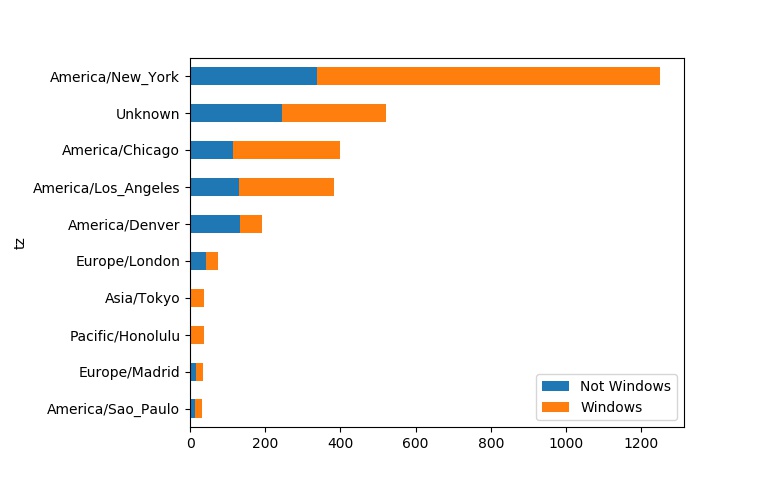 America/New_York
Unknown
America/Chicago
America/Los_Angeles
America/Denver
tz
Europe/London
Asia/Tokyo
Pacific/Honolulu
Europe/Madrid
Not Windows
America/Sao_Paulo
Windows
0 200 400 600 800 1000 1200